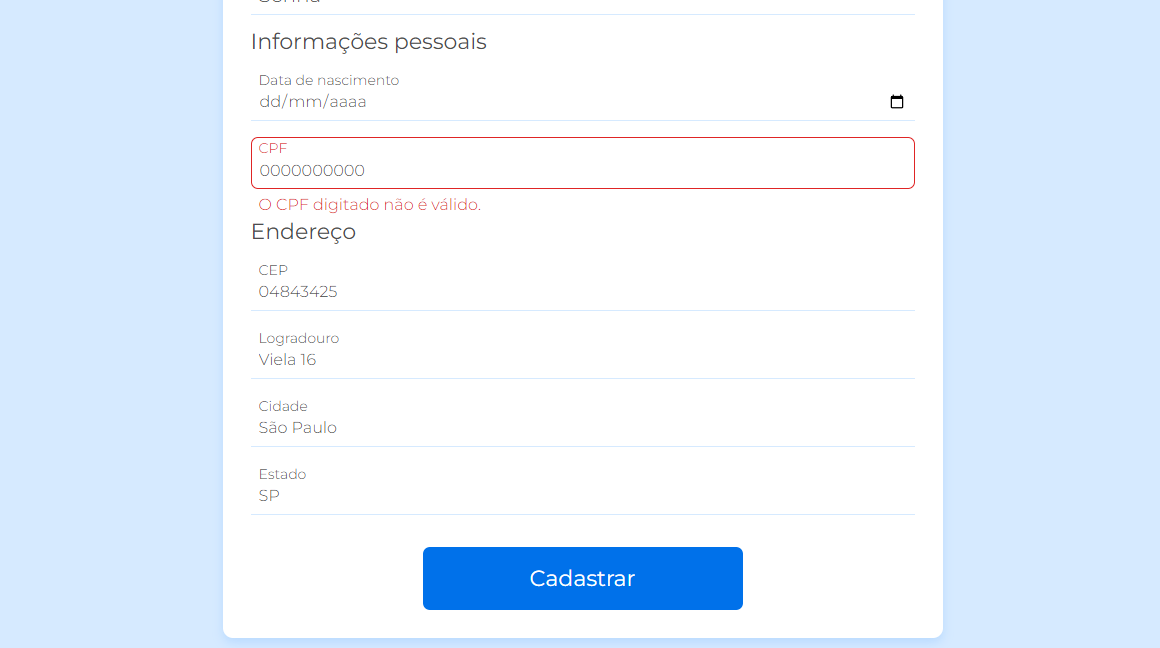 Informações pessoais
Data de nascimento
dd/mm/aaaa
CPF
0000000000
O CPF digitado não é válido.
Endereço
CEP
04843425
Logradouro
Viela 16
Cidade
São Paulo
Estado
SP
Cadastrar